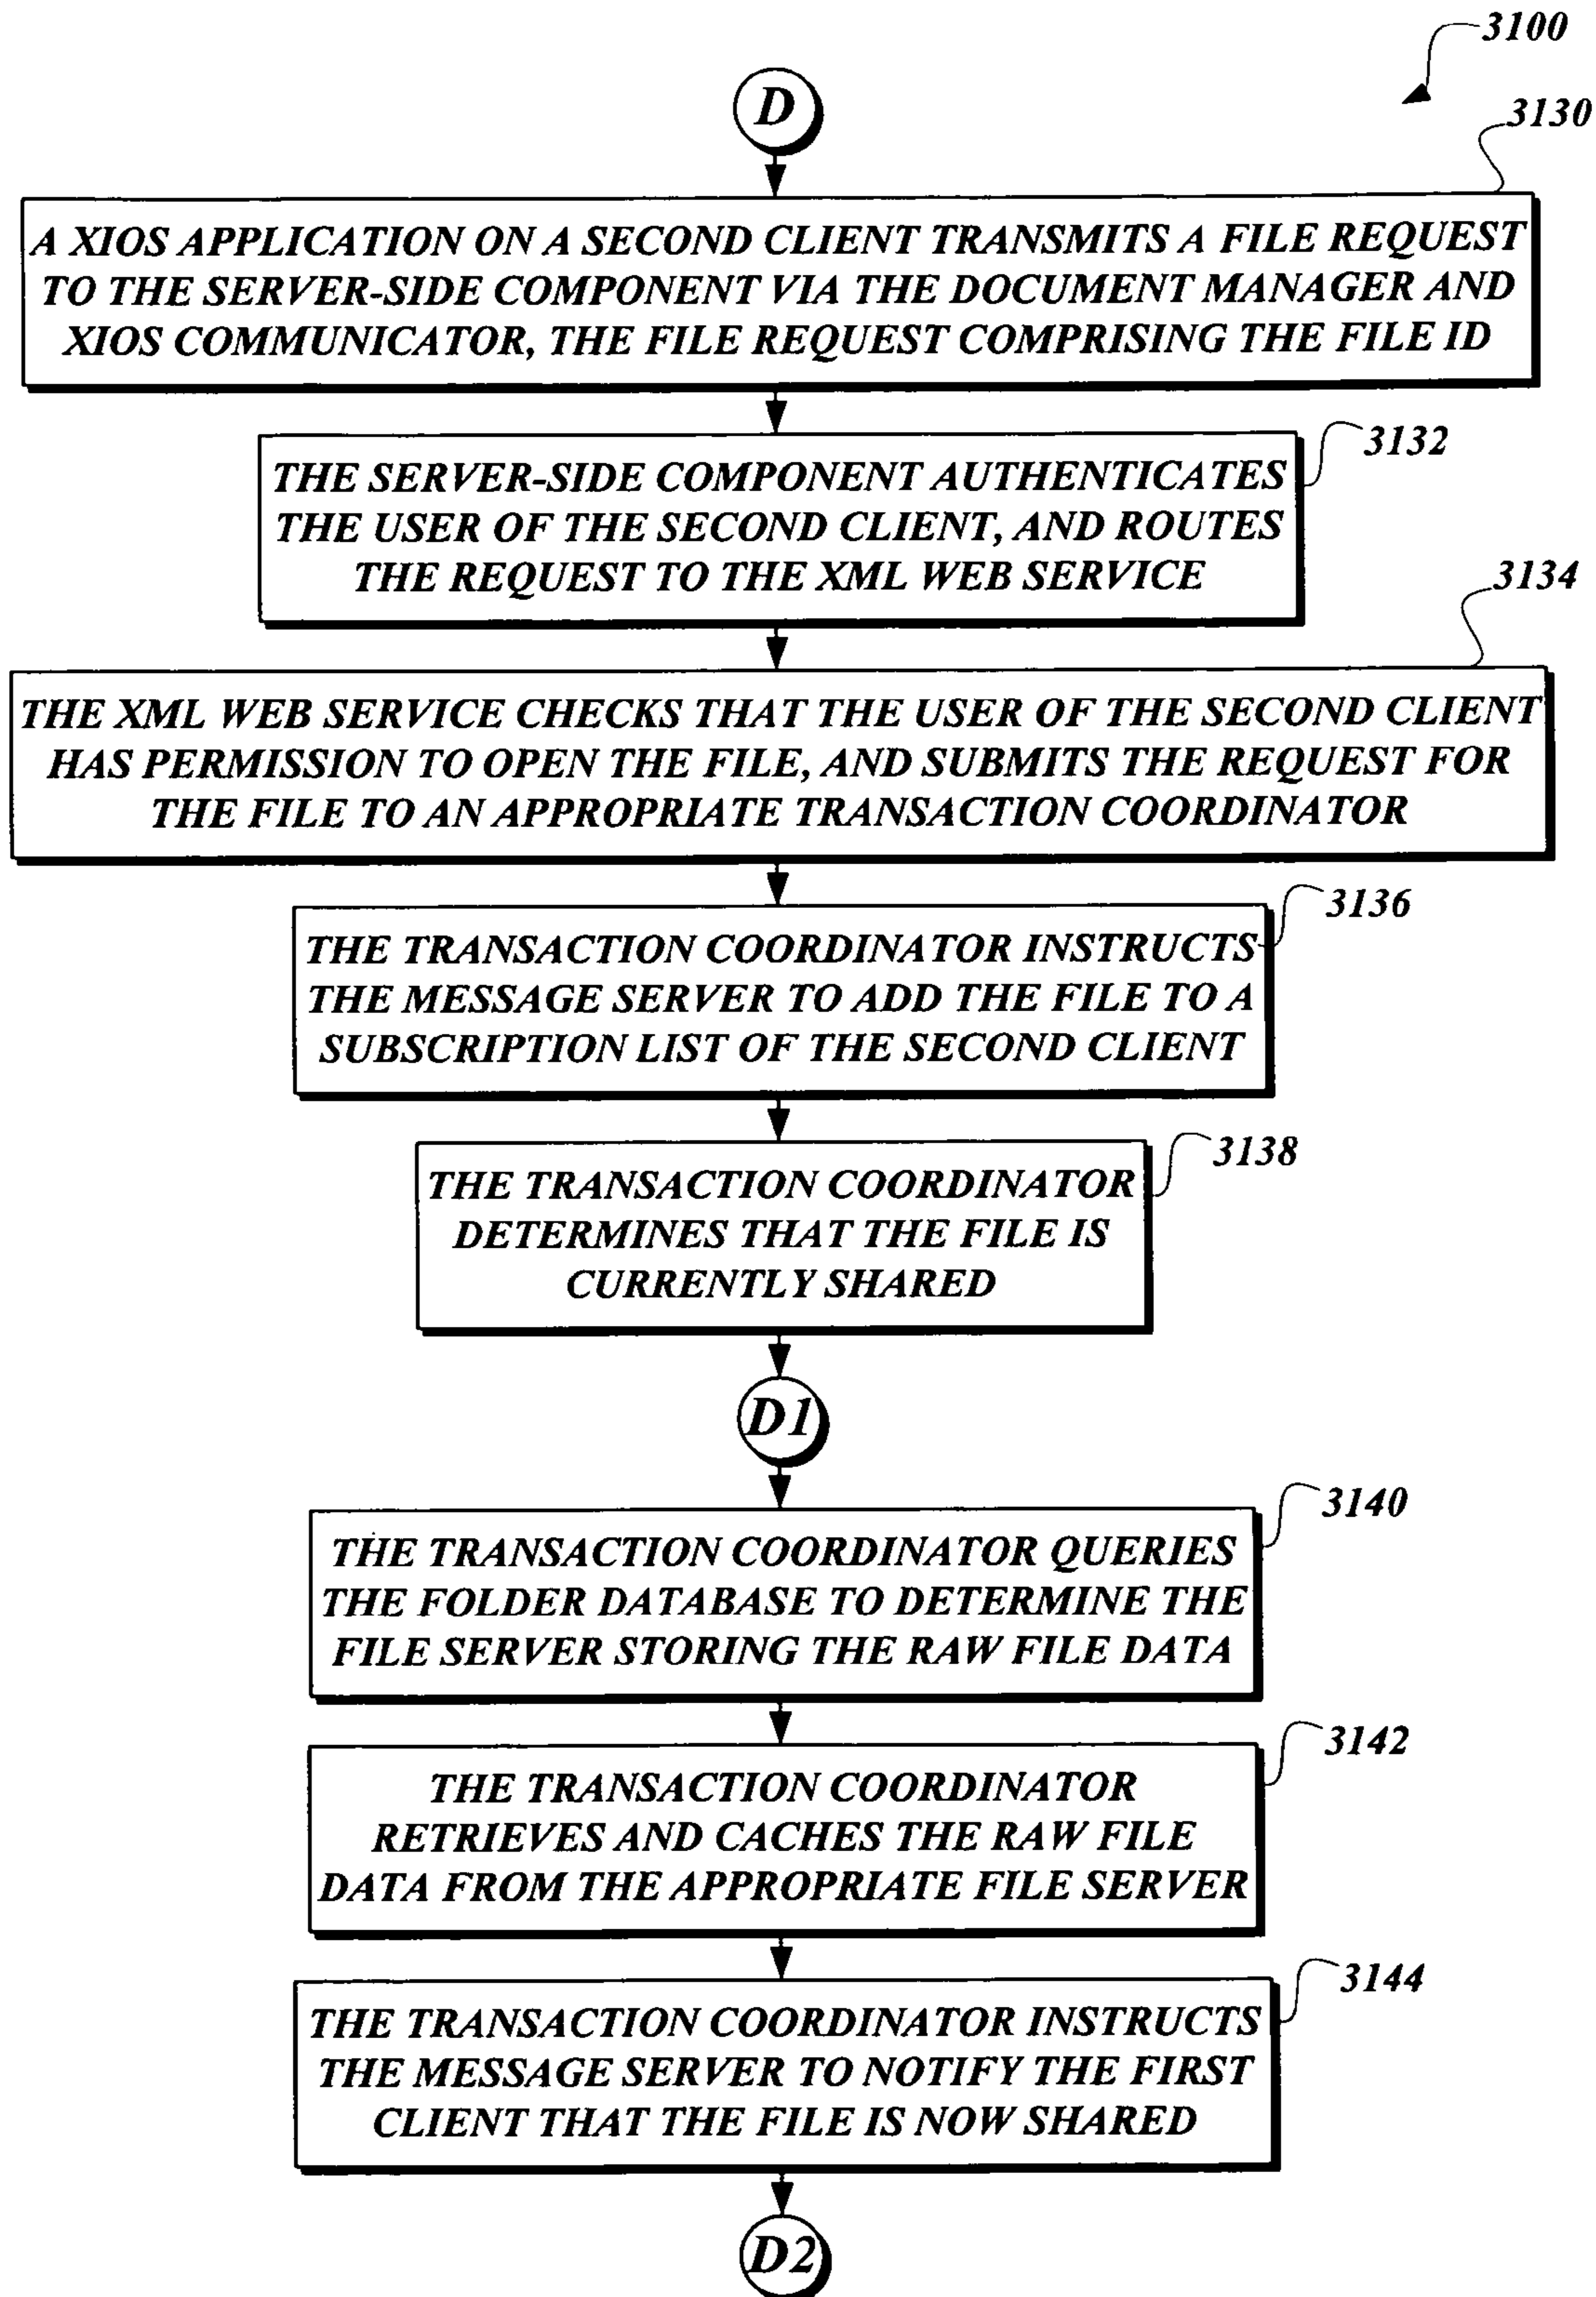 3100
D
3130
A XIOS APPLICATION ON A SECOND CLIENT TRANSMITS A FILE REQUEST
TO THE SERVER-SIDE COMPONENT VIA THE DOCUMENT MANAGER AND
XIOS COMMUNICATOR, THE FILE REQUEST COMPRISING THE FILE ID
3132
THE SERVER-SIDE COMPONENT AUTHENTICATES
THE USER OF THE SECOND CLIENT, AND ROUTES
THE REQUEST TO THE XML WEB SERVICE
3134
THE XML WEB SERVICE CHECKS THAT THE USER OF THE SECOND CLIENT
HAS PERMISSION TO OPEN THE FILE, AND SUBMITS THE REQUEST FOR
THE FILE TO AN APPROPRIATE TRANSACTION COORDINATOR
3136
THE TRANSACTION COORDINATOR INSTRUCTS
THE MESSAGE SERVER TO ADD THE FILE TO A
SUBSCRIPTION LIST OF THE SECOND CLIENT
3138
THE TRANSACTION COORDINATOR
DETERMINES THAT THE FILE IS
CURRENTLY SHARED
D1
3140
THE TRANSACTION COORDINATOR QUERIES
THE FOLDER DATABASE TO DETERMINE THE
FILE SERVER STORING THE RAW FILE DATA
3142
THE TRANSACTION COORDINATOR
RETRIEVES AND CACHES THE RAW FILE
DATA FROM THE APPROPRIATE FILE SERVER
3144
THE TRANSACTION COORDINATOR INSTRUCTS
THE MESSAGE SERVER TO NOTIFY THE FIRST
CLIENT THAT THE FILE IS NOW SHARED
D2